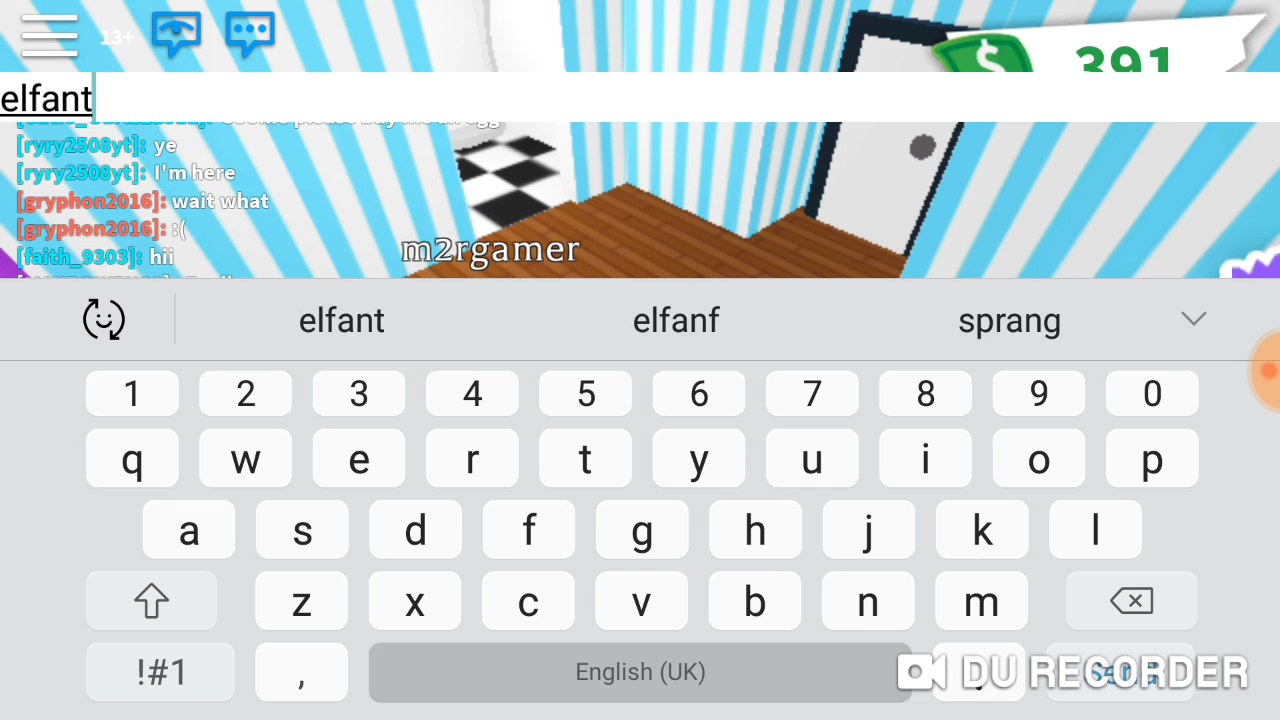 13+
391
elfant
[ryry2508yt]: ye
[ryry2508yt]: I'm here
[gryphon2016]: wait what
[gryphon2016]: :(
[faith_9303]: hii
m2rgamer
elfant elfanf sprang
1 2 3 4 5 6 7 8 9 0
q w e r t y u i o p
a s d f g h j k l
z x c v b n m
!#1 , English (UK) . Send
DU RECORDER